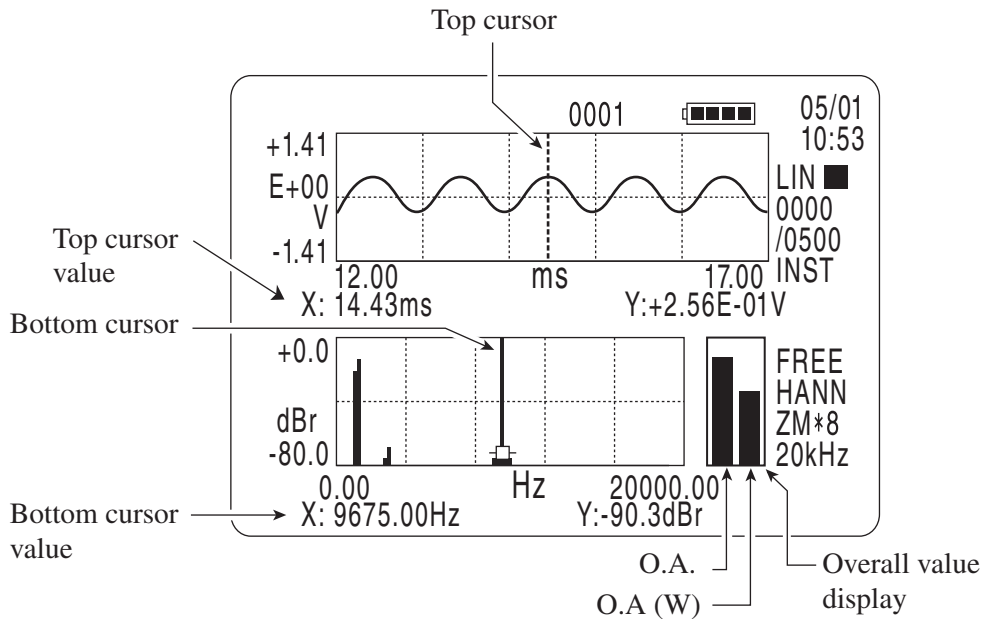 Top cursor
0001
05/01
10:53
+1.41
E+00
V
-1.41
LIN
0000
/0500
INST
12.00 ms 17.00
X: 14.43ms Y:+2.56E-01V
Top cursor
value
Bottom cursor
+0.0
dBr
-80.0
FREE
HANN
ZM*8
20kHz
0.00 Hz 20000.00
X: 9675.00Hz Y:-90.3dBr
Bottom cursor
value
O.A.
O.A (W)
Overall value
display